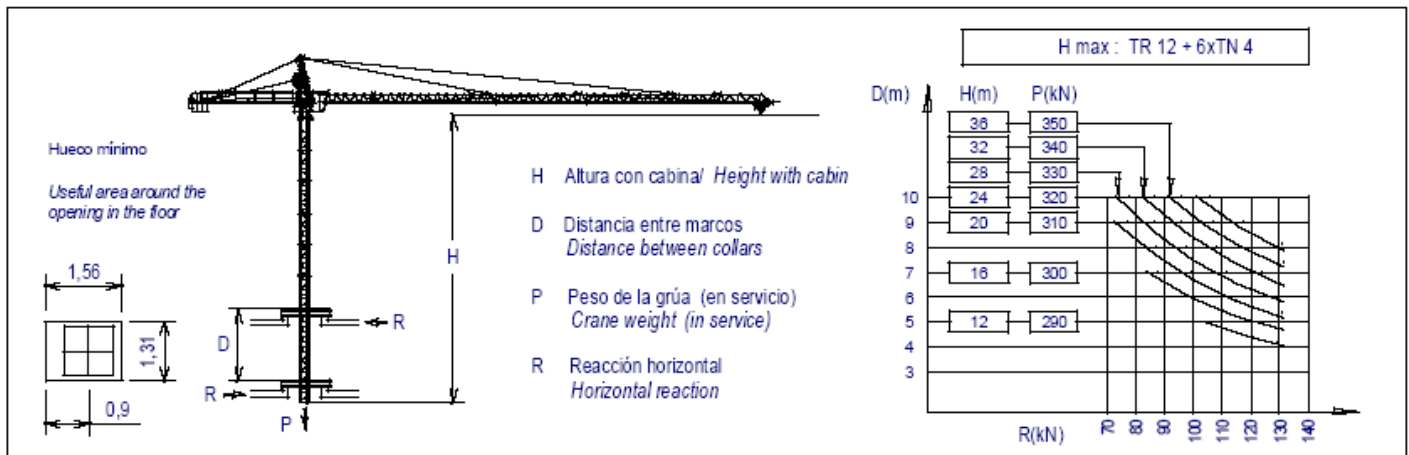 H max : TR 12 + 6xTN 4
Hueco mínimo
Useful area around the
opening in the floor
1,56
1,31
0,9
D
R
R
P
H
H Altura con cabina/ Height with cabin
D Distancia entre marcos
Distance between collars
P Peso de la grúa (en servicio)
Crane weight (in service)
R Reacción horizontal
Horizontal reaction
D(m) H(m) P(kN)
36 350
32 340
28 330
10 24 320
9 20 310
8
7 16 300
6
5 12 290
4
3
R(kN) 70 80 90 100 110 120 130 140